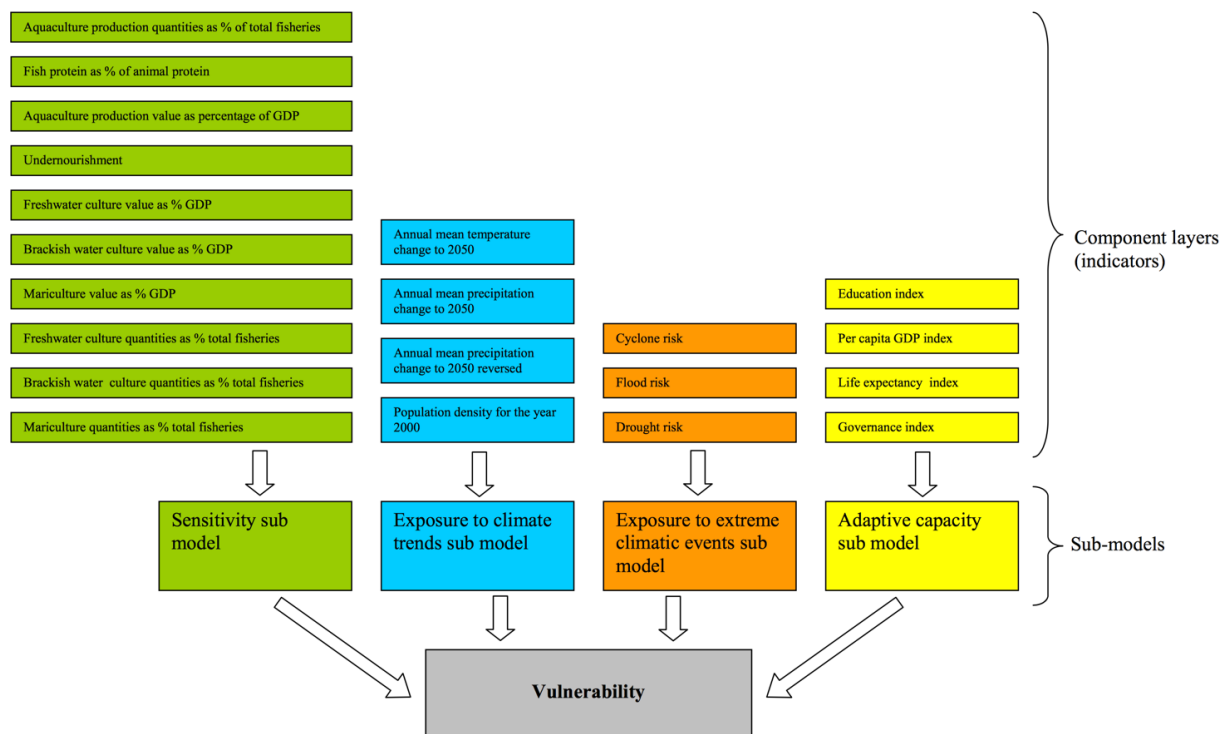 Aquaculture production quantities as % of total fisheries
Fish protein as % of animal protein
Aquaculture production value as percentage of GDP
Undernourishment
Freshwater culture value as % GDP
Brackish water culture value as % GDP
Mariculture value as % GDP
Freshwater culture quantities as % total fisheries
Brackish water culture quantities as % total fisheries
Mariculture quantities as % total fisheries
Annual mean temperature
change to 2050
Annual mean precipitation
change to 2050
Annual mean precipitation
change to 2050 reversed
Population density for the year
2000
Cyclone risk
Flood risk
Drought risk
Education index
Per capita GDP index
Life expectancy index
Governance index
Component layers
(indicators)
Sensitivity sub
model
Exposure to climate
trends sub model
Exposure to extreme
climatic events sub
model
Adaptive capacity
sub model
Sub-models
Vulnerability